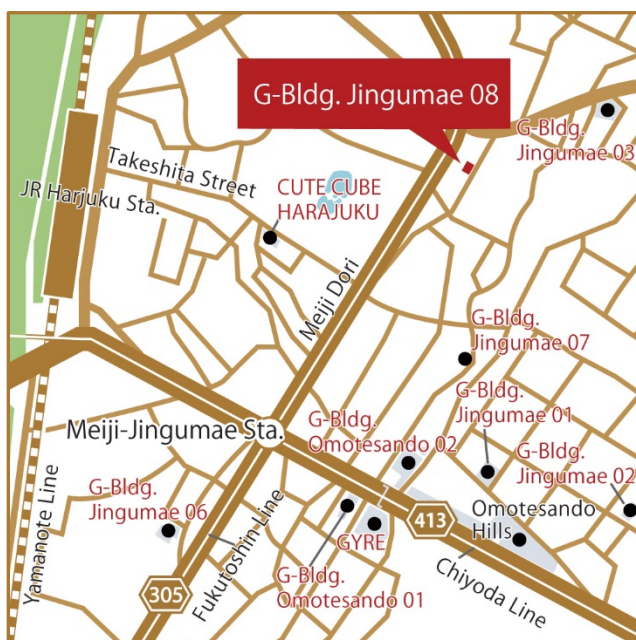 G-Bldg. Jingumae 08
G-Bldg.
Jingumae 03
Takeshita Street
JR Harjuku Sta.
CUTE CUBE
HARAJUKU
Meiji Dori
G-Bldg.
Jingumae 07
G-Bldg.
Jingumae 01
Meiji-Jingumae Sta.
G-Bldg.
Omotesando 02
G-Bldg.
Jingumae 02
G-Bldg.
Jingumae 06
Omotesando
Hills
413
GYRE
G-Bldg.
Omotesando 01
Chiyoda Line
Yamanote Line
305
Fukutoshin Line